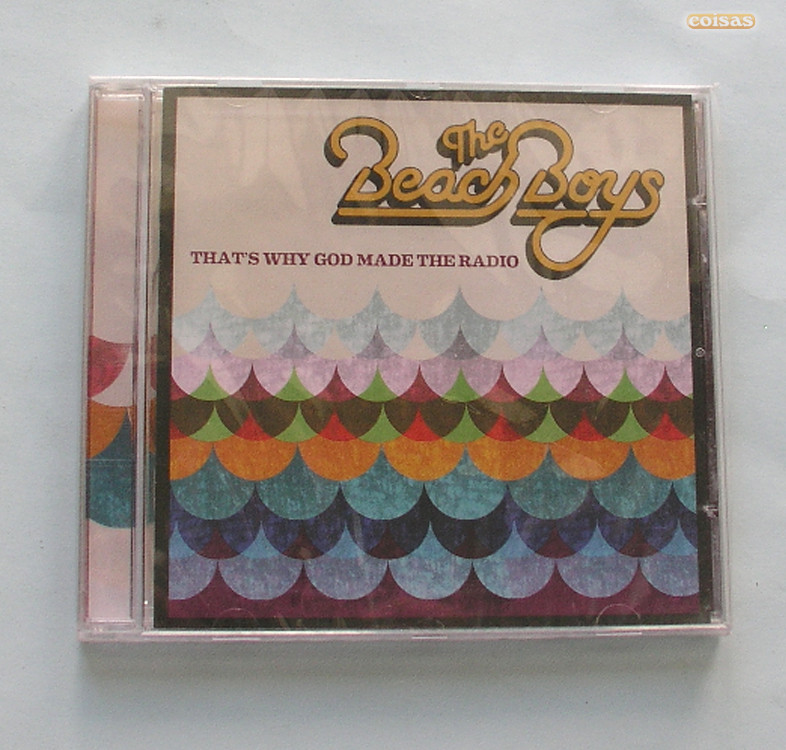 coisas
The
Beach Boys
THAT'S WHY GOD MADE THE RADIO